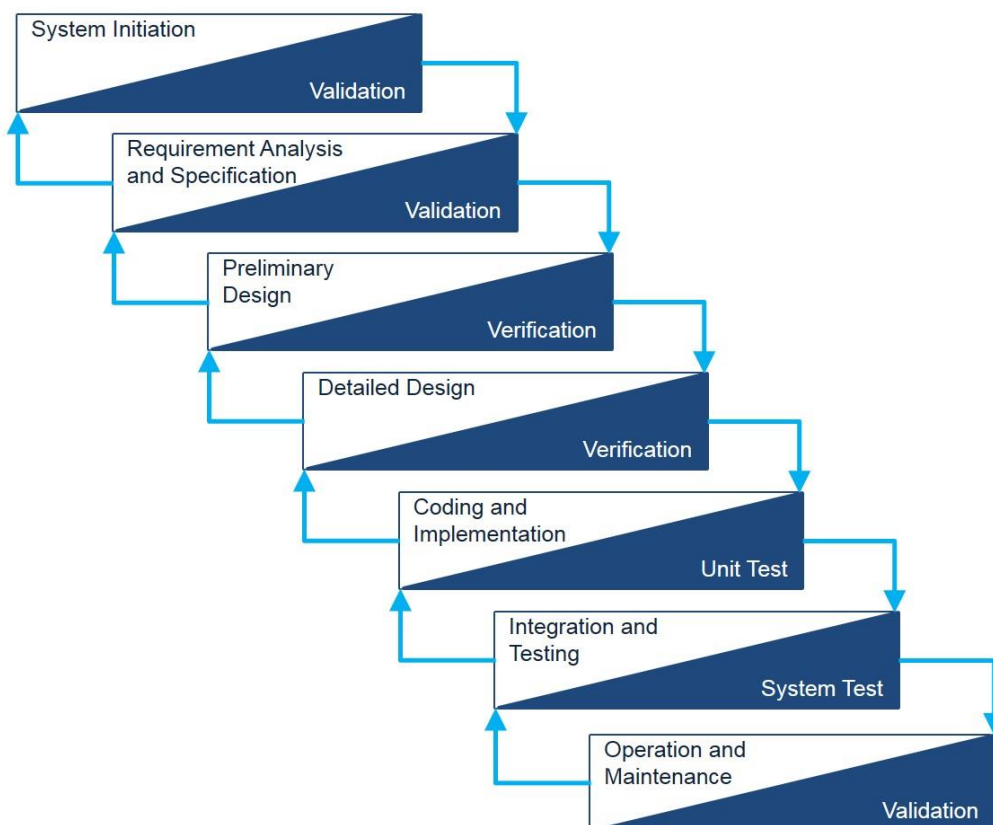 System Initiation
Validation
Requirement Analysis
and Specification
Validation
Preliminary
Design
Verification
Detailed Design
Verification
Coding and
Implementation
Unit Test
Integration and
Testing
System Test
Operation and
Maintenance
Validation